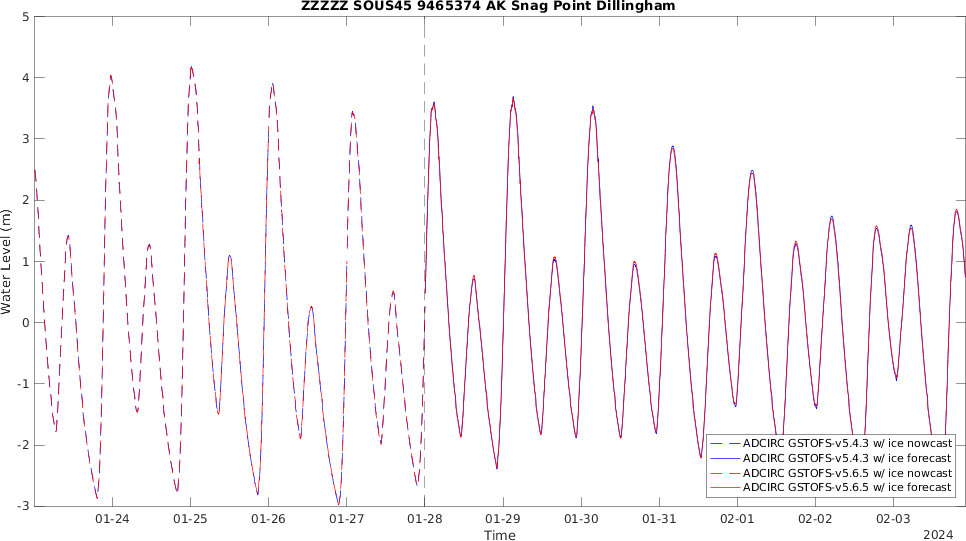 ZZZZZ SOUS45 9465374 AK Snag Point Dillingham
5
4
3
2
1
0
-1
-2
-3
Water Level (m)
ADCIRC GSTOFS-v5.4.3 w/ ice nowcast
ADCIRC GSTOFS-v5.4.3 w/ ice forecast
ADCIRC GSTOFS-v5.6.5 w/ ice nowcast
ADCIRC GSTOFS-v5.6.5 w/ ice forecast
01-24 01-25 01-26 01-27 01-28 01-29 01-30 01-31 02-01 02-02 02-03
Time
2024